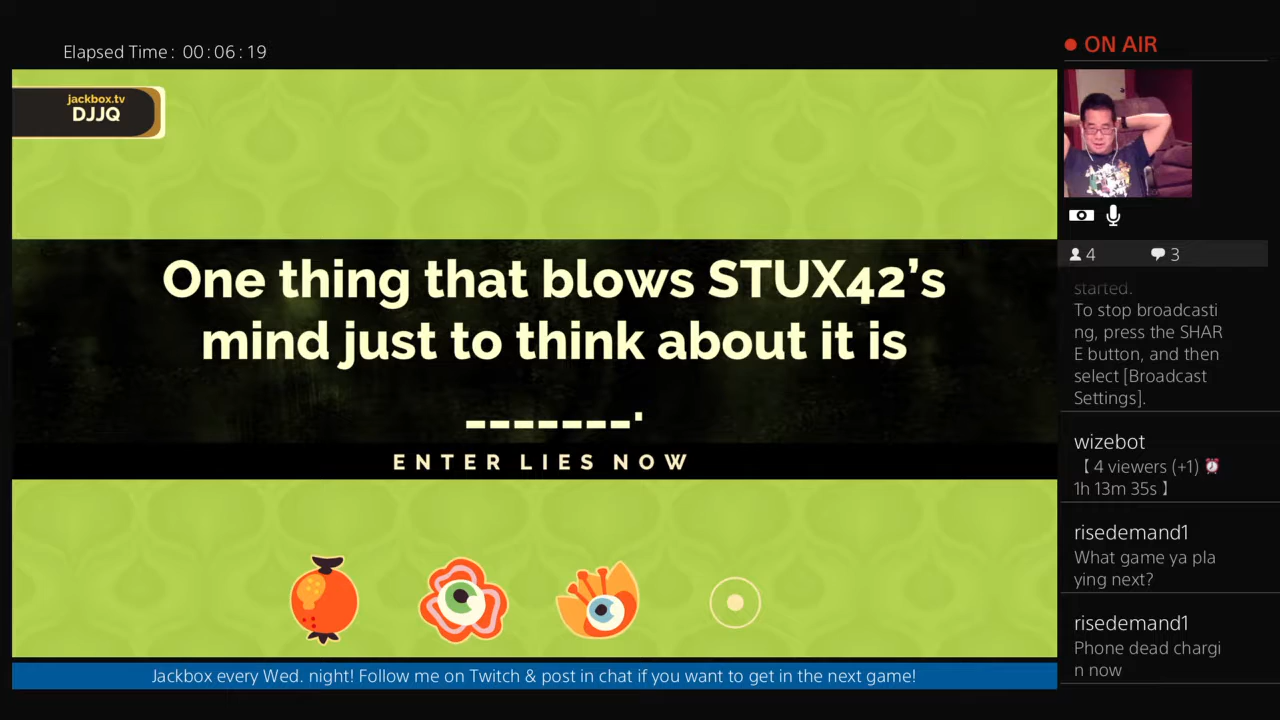 Elapsed Time: 00:06:19
ON AIR
jackbox.tv
DJJQ
One thing that blows STUX42’s
mind just to think about it is
_______.
ENTER LIES NOW
4
3
started.
To stop broadcasti
ng, press the SHAR
E button, and then
select [Broadcast
Settings].
wizebot
【 4 viewers (+1) ⏰
1h 13m 35s 】
risedemand1
What game ya pla
ying next?
risedemand1
Phone dead chargi
n now
Jackbox every Wed. night! Follow me on Twitch & post in chat if you want to get in the next game!